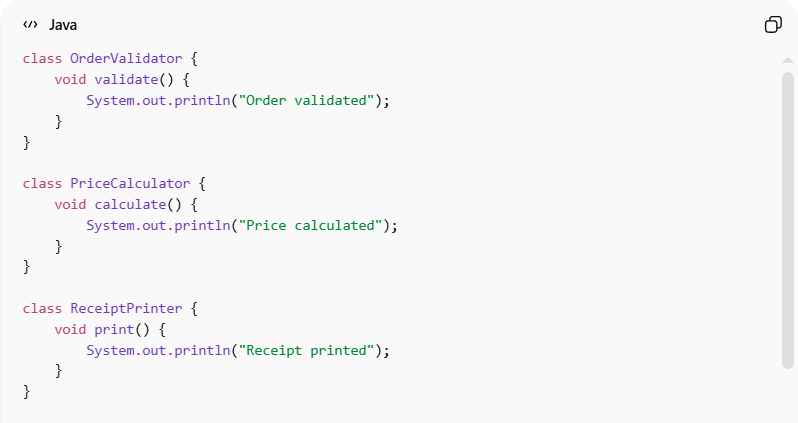 </> Java
class OrderValidator {
    void validate() {
        System.out.println("Order validated");
    }
}

class PriceCalculator {
    void calculate() {
        System.out.println("Price calculated");
    }
}

class ReceiptPrinter {
    void print() {
        System.out.println("Receipt printed");
    }
}